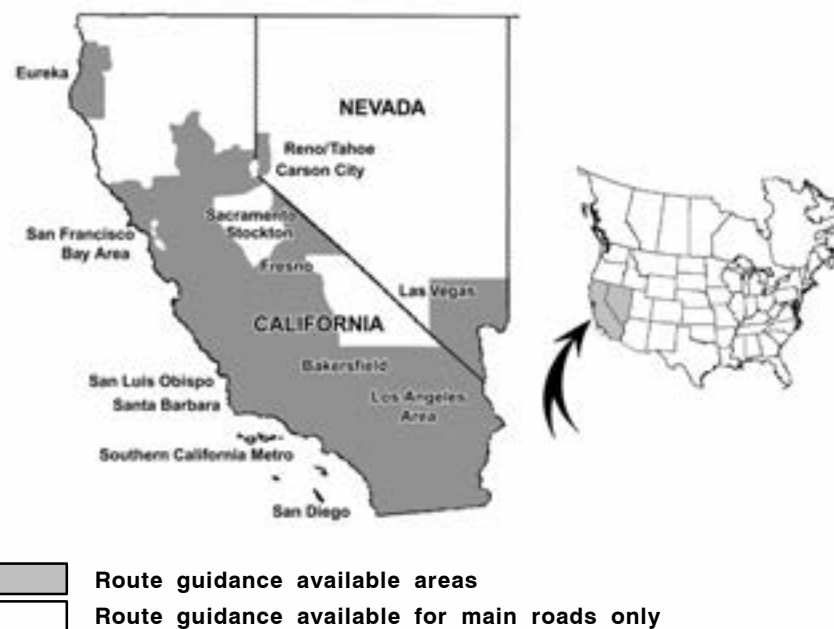 Eureka
NEVADA
Reno/Tahoe
Carson City
Sacramento
Stockton
San Francisco
Bay Area
Fresno
Las Vegas
CALIFORNIA
Bakersfield
San Luis Obispo
Los Angeles
Area
Santa Barbara
Southern California Metro
San Diego
Route guidance available areas
Route guidance available for main roads only